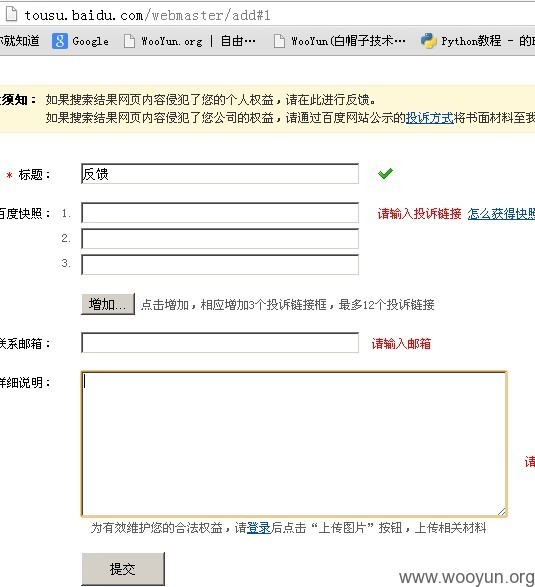 tousu.baidu.com/webmaster/add#1
你就知道 Google WooYun.org | 自由… WooYun(白帽子技术… Python教程 - 的
须知： 如果搜索结果网页内容侵犯了您的个人权益，请在此进行反馈。
如果搜索结果网页内容侵犯了您公司的权益，请通过百度网站公示的投诉方式将书面材料至我
* 标题： 反馈
百度快照： 1. 请输入投诉链接 怎么获得快照
2.
3.
增加... 点击增加，相应增加3个投诉链接框，最多12个投诉链接
联系邮箱： 请输入邮箱
详细说明：
请
为有效维护您的合法权益，请登录后点击“上传图片”按钮，上传相关材料
提交
www.wooyun.org